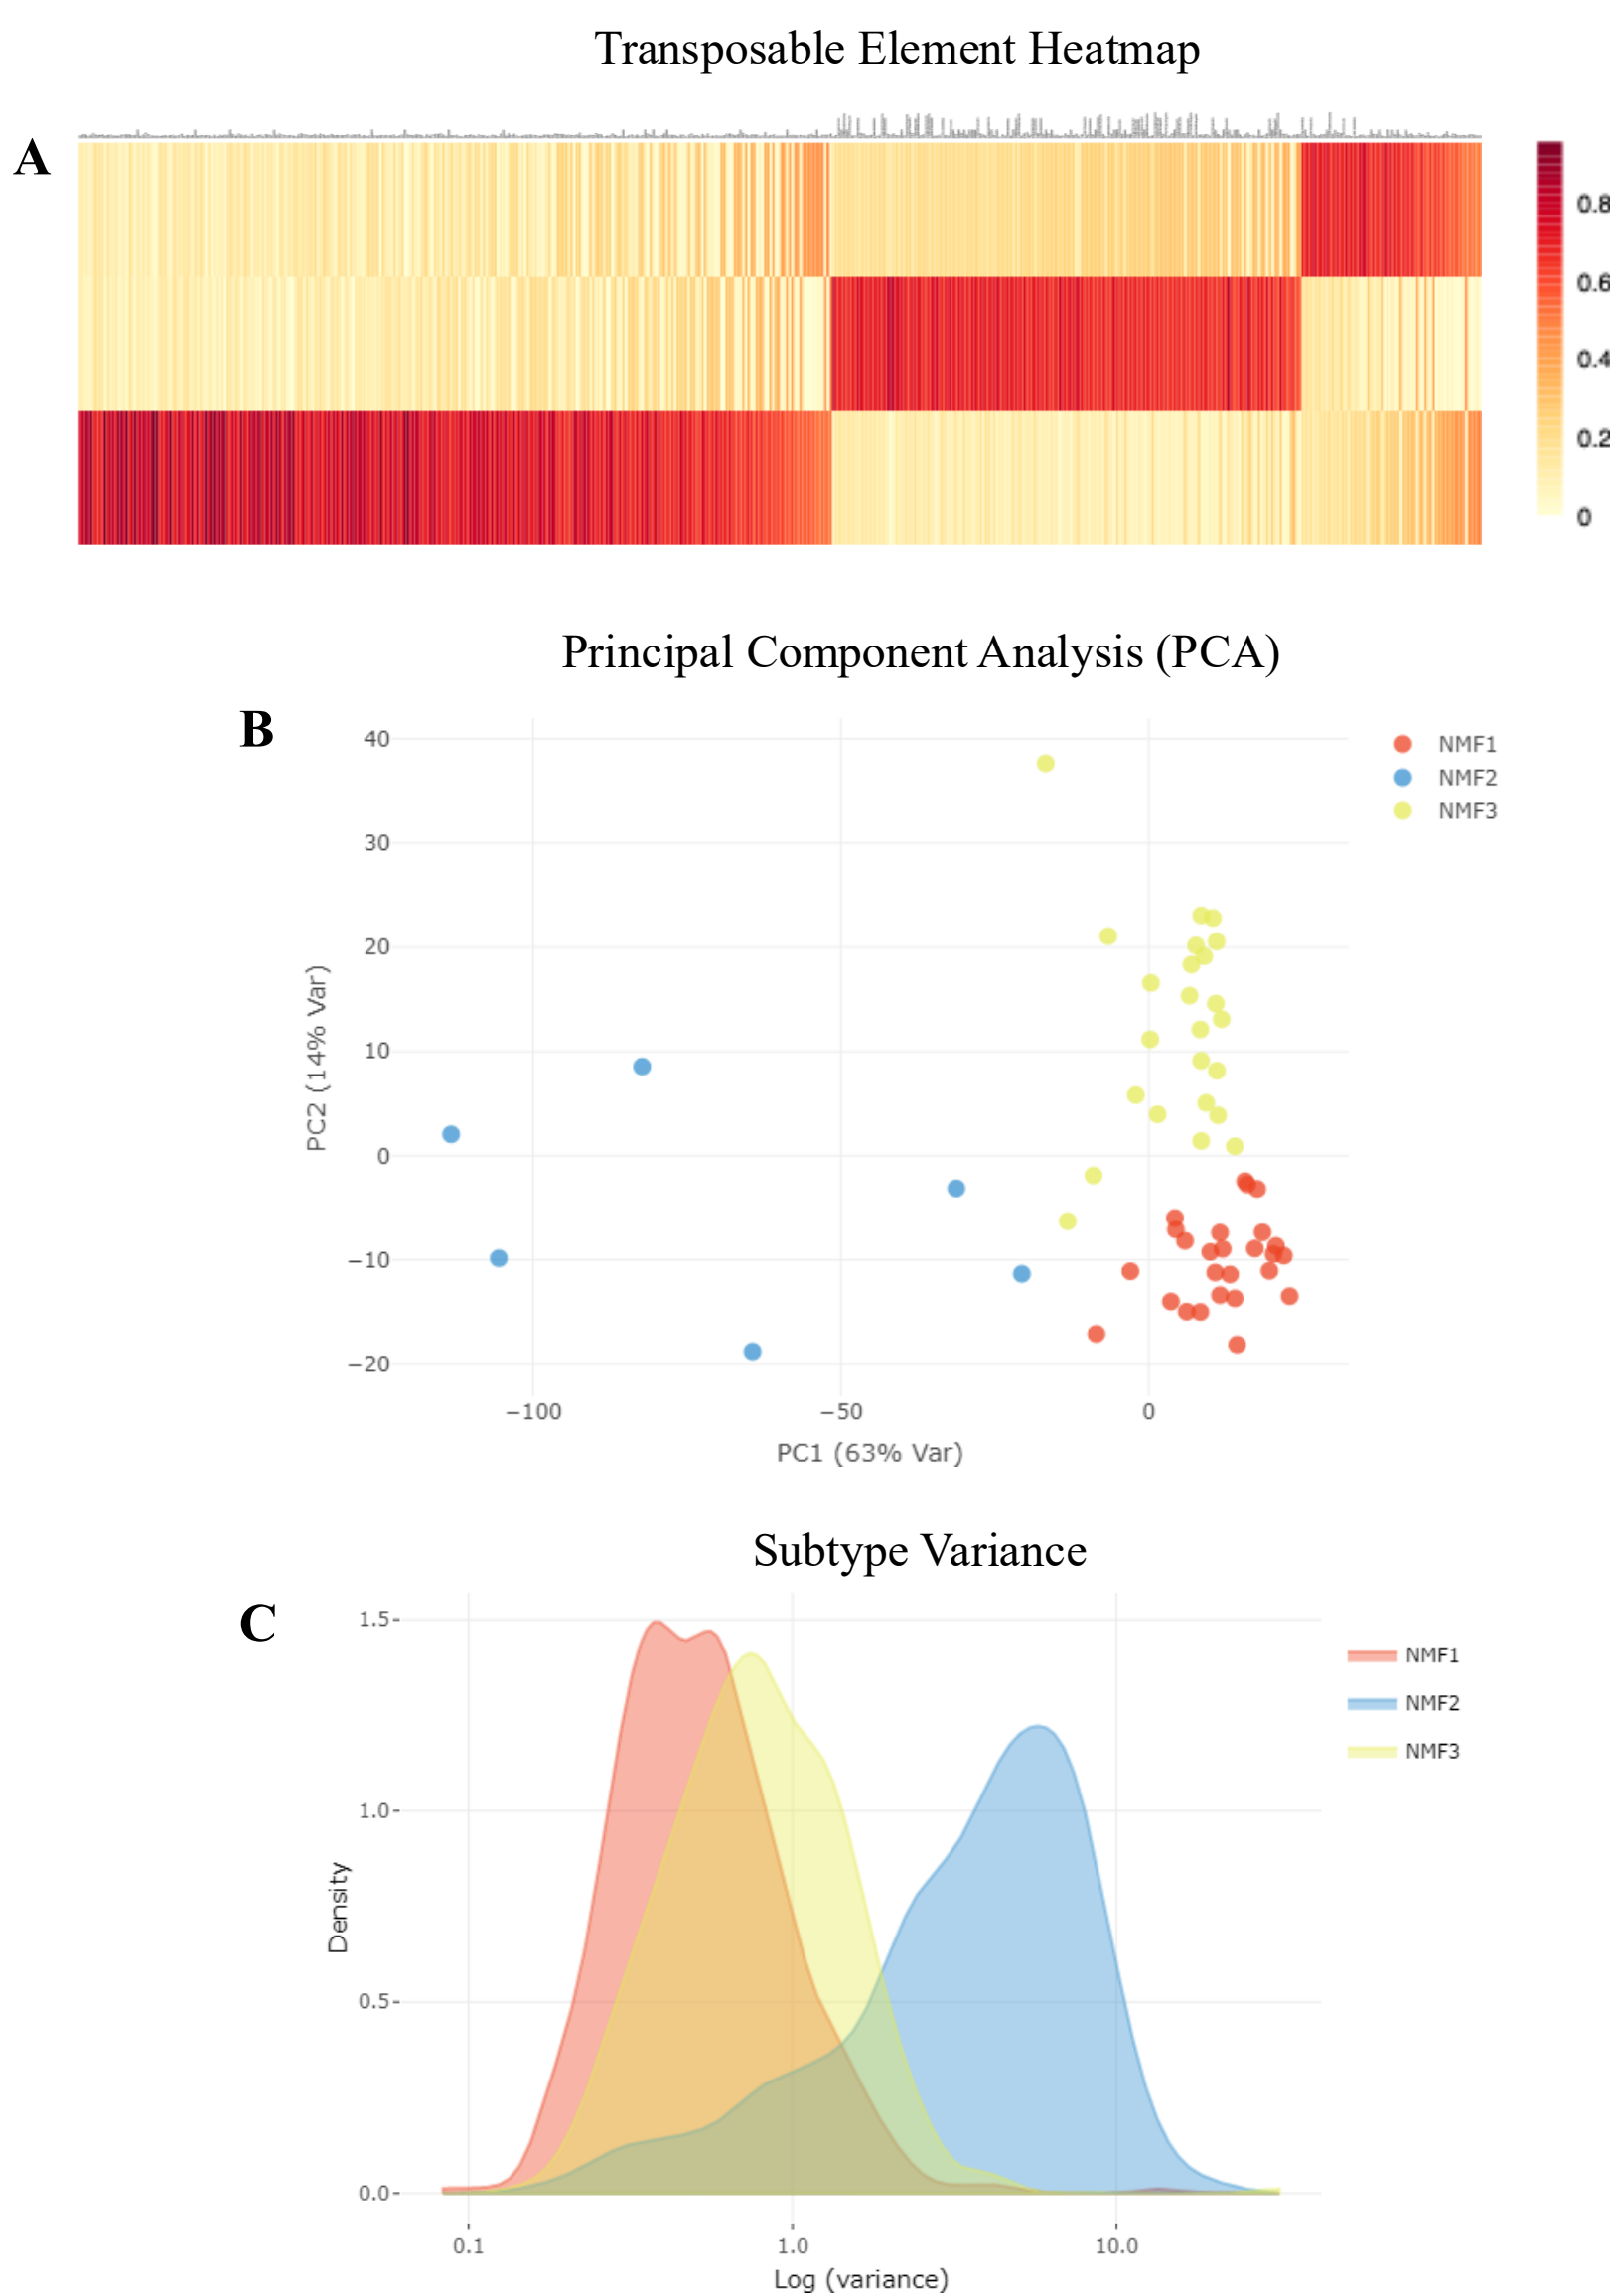 Transposable Element Heatmap
A
0.8
0.6
0.4
0.2
0
Principal Component Analysis (PCA)
B
40
30
20
10
0
−10
−20
PC2 (14% Var)
−100
−50
0
PC1 (63% Var)
NMF1
NMF2
NMF3
Subtype Variance
C
1.5
1.0
0.5
0.0
Density
0.1
1.0
10.0
Log (variance)
NMF1
NMF2
NMF3